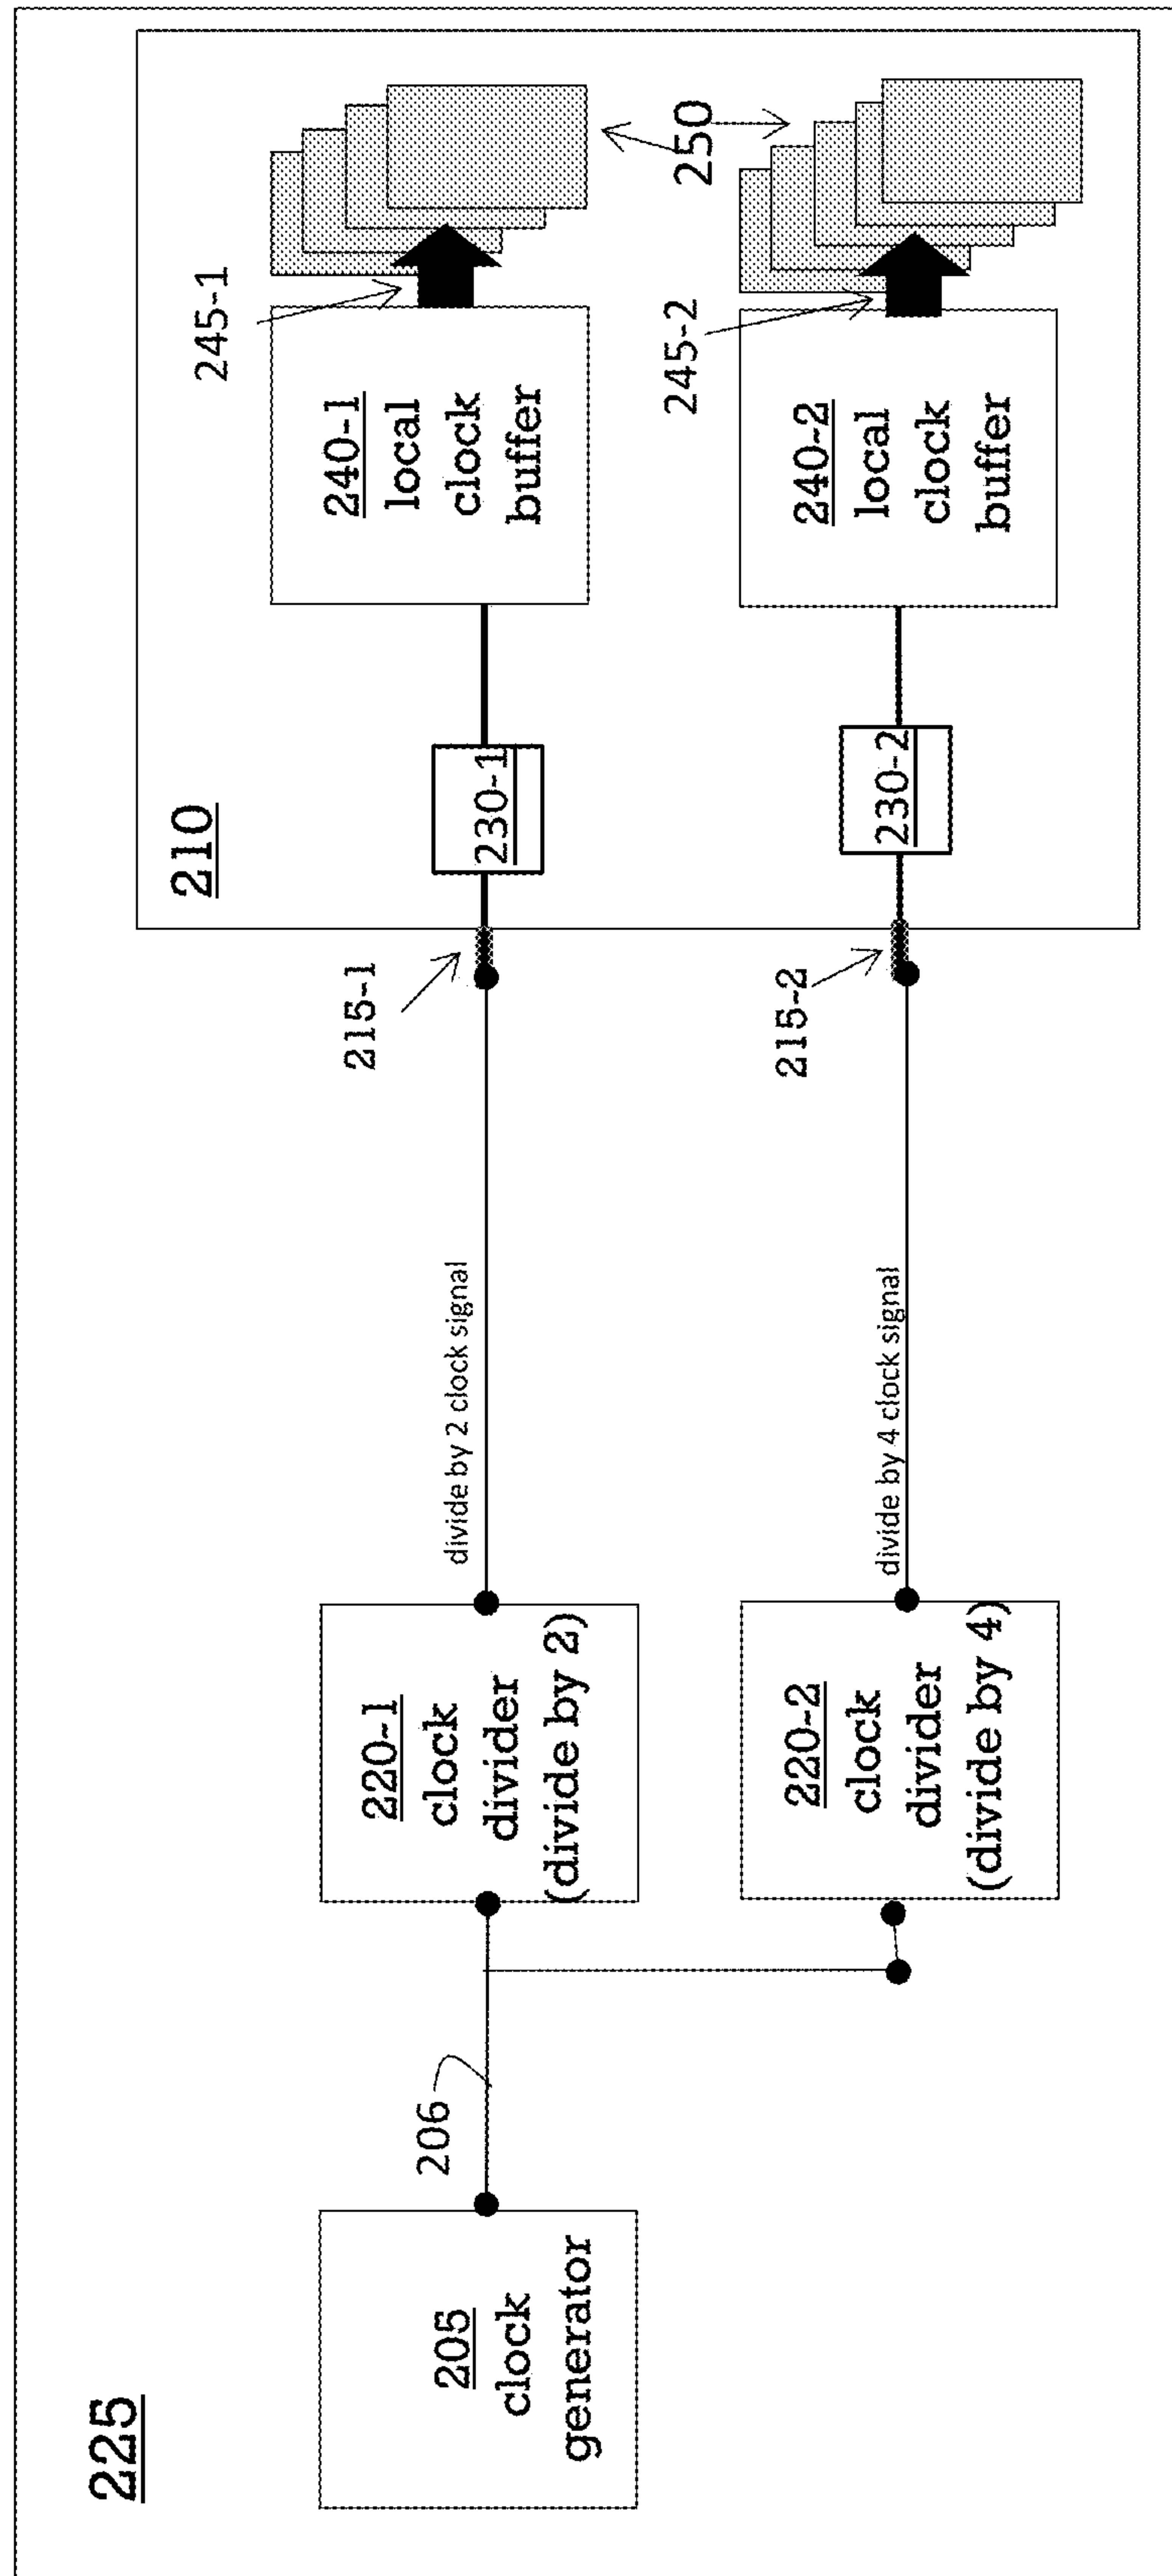 225
205
clock
generator
206
220-1
clock
divider
(divide by 2)
220-2
clock
divider
(divide by 4)
divide by 2 clock signal
divide by 4 clock signal
215-1
215-2
210
230-1
230-2
240-1
local
clock
buffer
240-2
local
clock
buffer
245-1
245-2
250